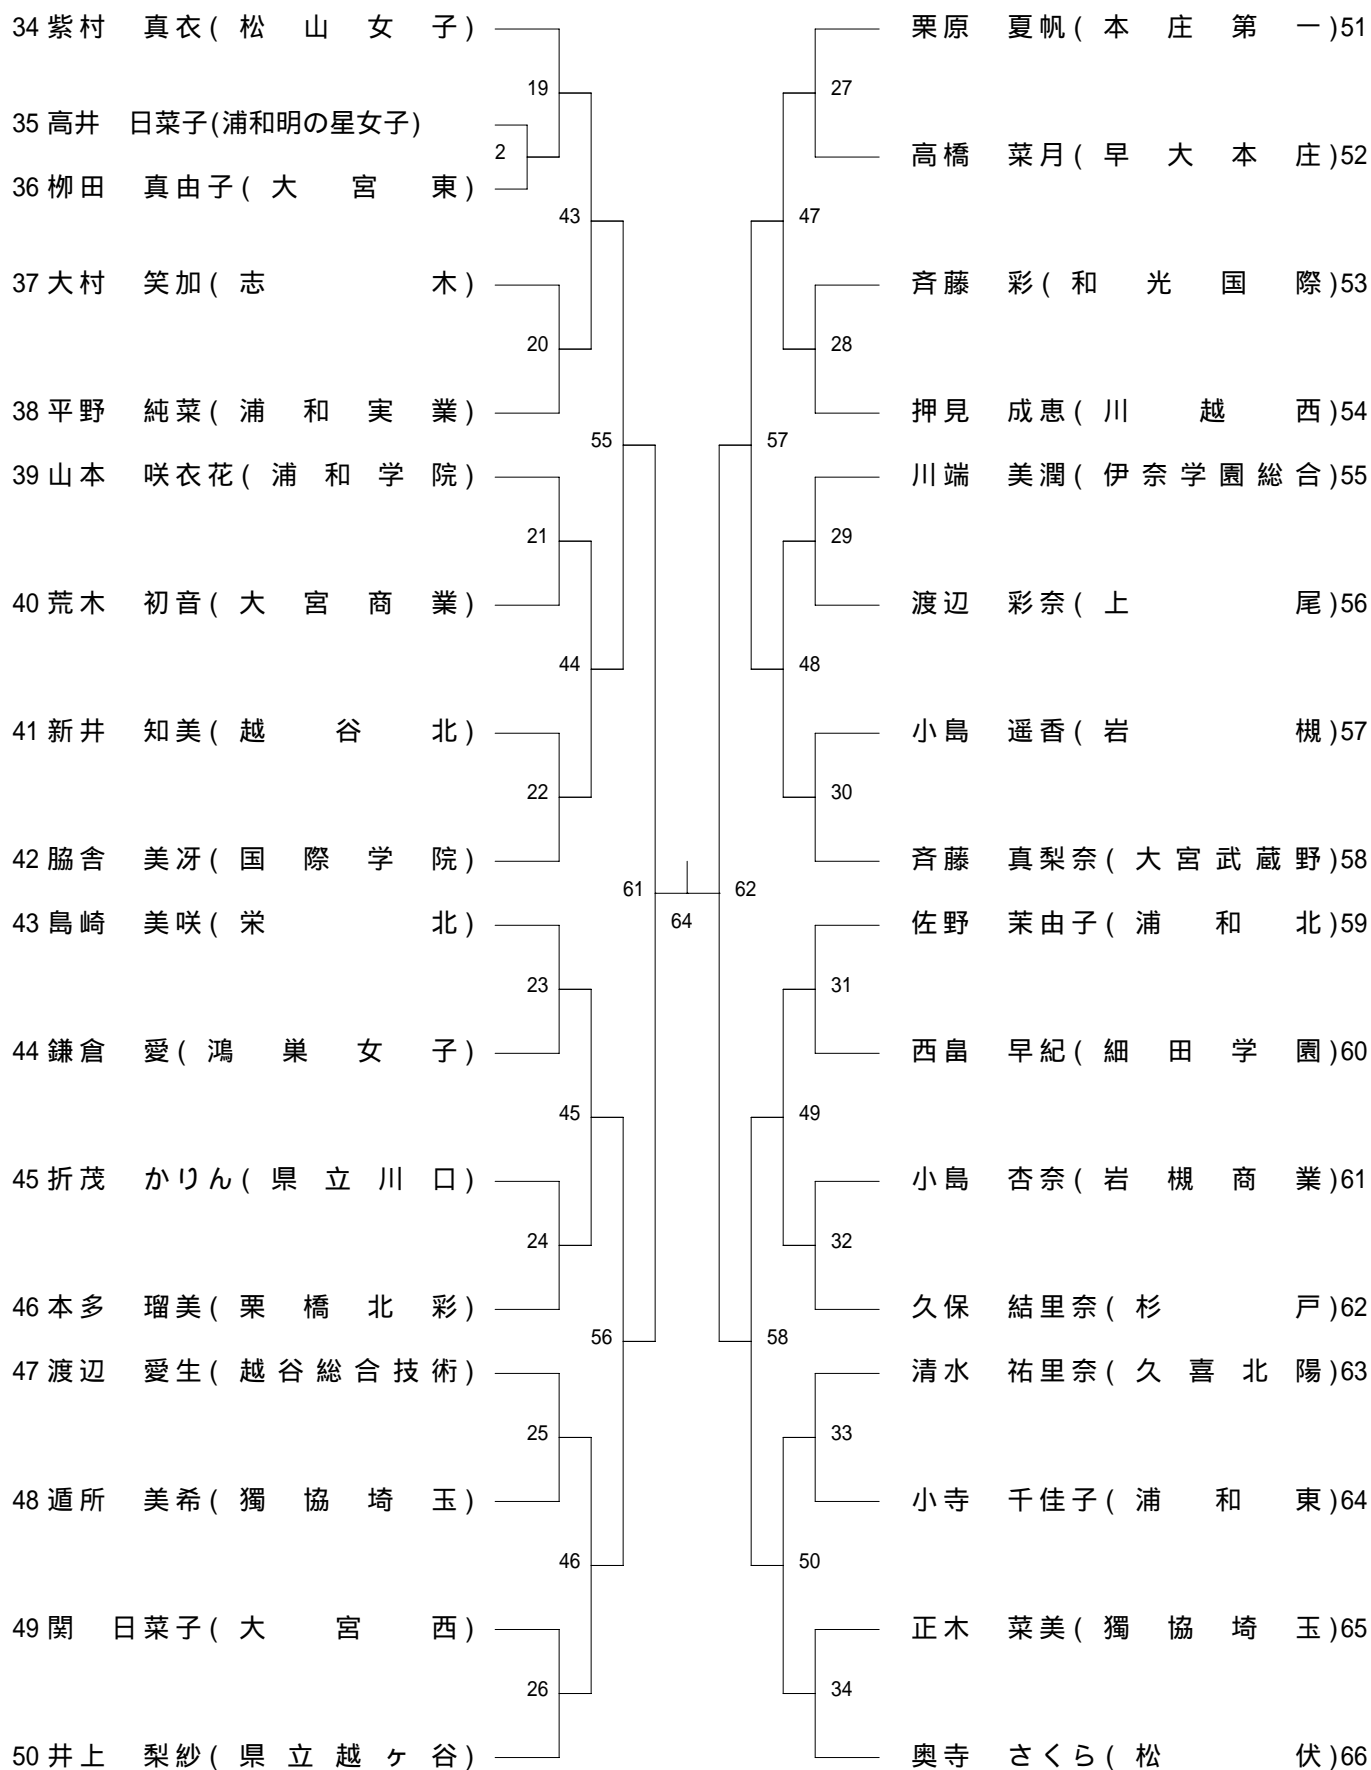 34 紫村 真衣( 松 山 女 子 )
19
35 高井 日菜子(浦和明の星女子)
2
36 栁田 真由子( 大 宮 東 )
43
37 大村 笑加( 志 木 )
20
38 平野 純菜( 浦 和 実 業 )
55
39 山本 咲衣花( 浦 和 学 院 )
21
40 荒木 初音( 大 宮 商 業 )
44
41 新井 知美( 越 谷 北 )
22
42 脇舎 美冴( 国 際 学 院 )
61
43 島崎 美咲( 栄 北 )
23
44 鎌倉 愛( 鴻 巣 女 子 )
45
45 折茂 かりん( 県 立 川 口 )
24
46 本多 瑠美( 栗 橋 北 彩 )
56
47 渡辺 愛生( 越谷総合技術)
25
48 遁所 美希( 獨 協 埼 玉 )
46
49 関 日菜子( 大 宮 西 )
26
50 井上 梨紗( 県 立 越 ヶ 谷 )
64
栗原 夏帆( 本 庄 第 一 )51
27
高橋 菜月( 早 大 本 庄 )52
47
斉藤 彩( 和 光 国 際 )53
28
押見 成恵( 川 越 西 )54
57
川端 美潤( 伊奈学園総合)55
29
渡辺 彩奈( 上 尾 )56
48
小島 遥香( 岩 槻 )57
30
斉藤 真梨奈( 大宮武蔵野)58
62
佐野 茉由子( 浦 和 北 )59
31
西畠 早紀( 細 田 学 園 )60
49
小島 杏奈( 岩 槻 商 業 )61
32
久保 結里奈( 杉 戸 )62
58
清水 祐里奈( 久 喜 北 陽 )63
33
小寺 千佳子( 浦 和 東 )64
50
正木 菜美( 獨 協 埼 玉 )65
34
奥寺 さくら( 松 伏 )66